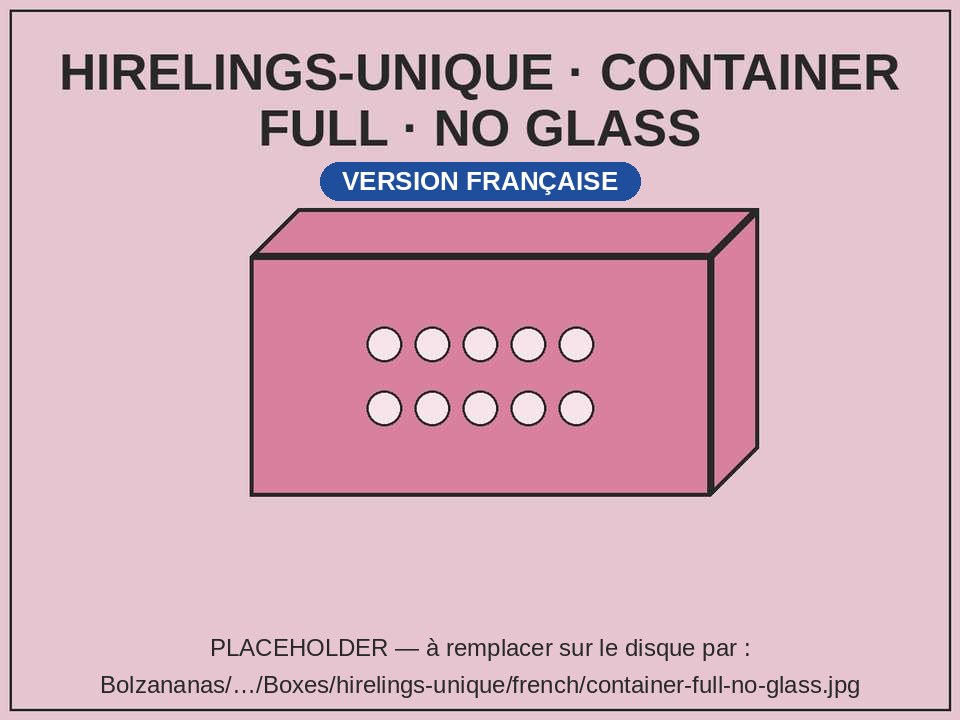 HIRELINGS-UNIQUE · CONTAINER
FULL · NO GLASS
VERSION FRANÇAISE
PLACEHOLDER — à remplacer sur le disque par :
Bolzananas/…/Boxes/hirelings-unique/french/container-full-no-glass.jpg